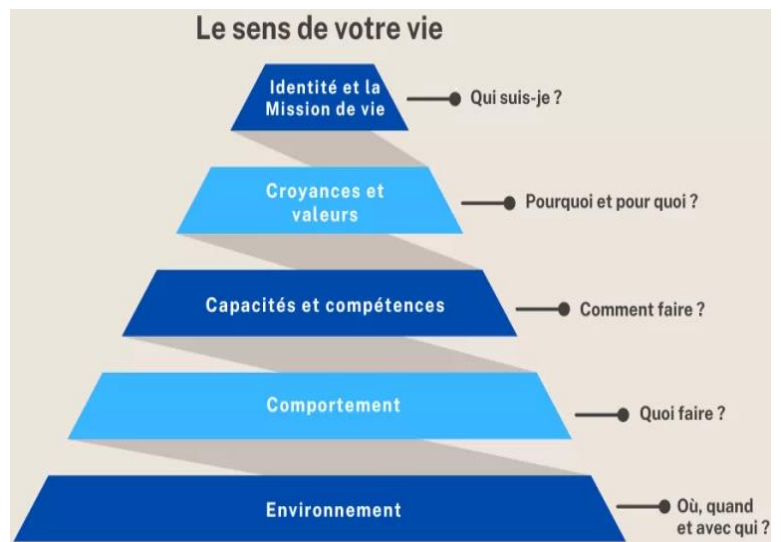 Le sens de votre vie
Identité et la
Mission de vie
Qui suis-je ?
Croyances et
valeurs
Pourquoi et pour quoi ?
Capacités et compétences
Comment faire ?
Comportement
Quoi faire ?
Environnement
Où, quand
et avec qui ?